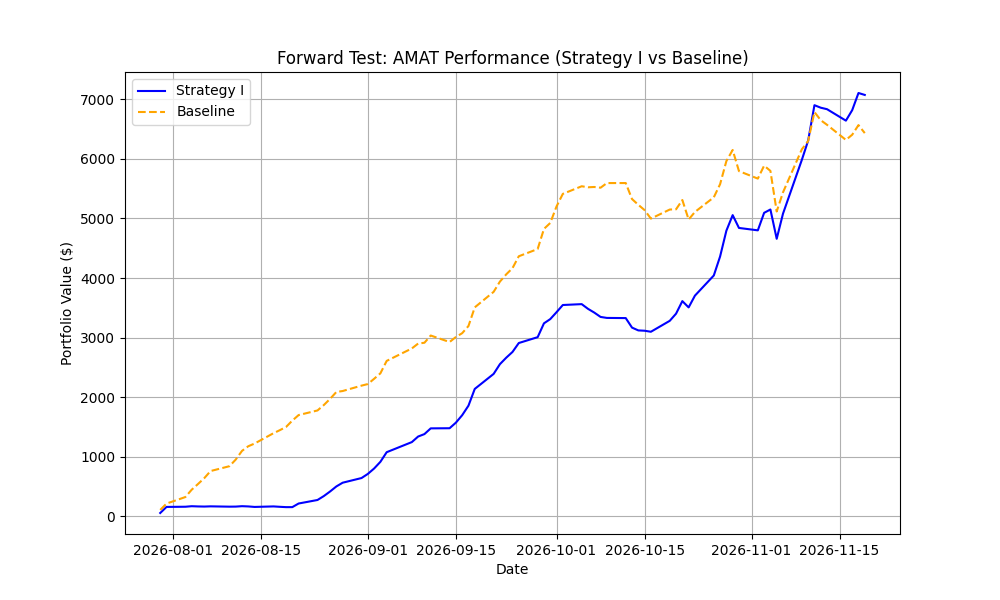 Forward Test: AMAT Performance (Strategy I vs Baseline)
Strategy I
Baseline
Portfolio Value ($)
7000
6000
5000
4000
3000
2000
1000
0
2026-08-01 2026-08-15 2026-09-01 2026-09-15 2026-10-01 2026-10-15 2026-11-01 2026-11-15
Date